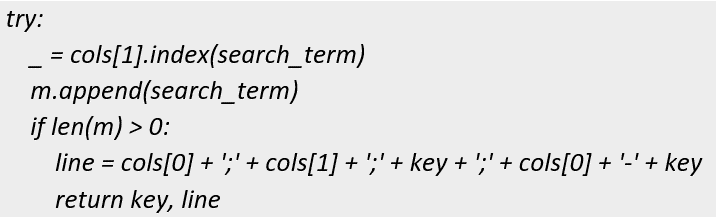 try:
_ = cols[1].index(search_term)
m.append(search_term)
if len(m) > 0:
line = cols[0] + ';' + cols[1] + ';' + key + ';' + cols[0] + '-' + key
return key, line